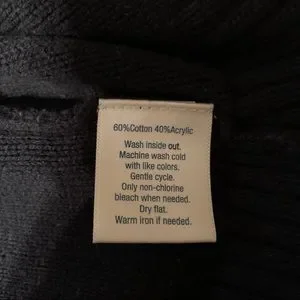 60%Cotton 40%Acrylic
Wash inside out.
Machine wash cold
with like colors.
Gentle cycle.
Only non-chlorine
bleach when needed.
Dry flat.
Warm iron if needed.